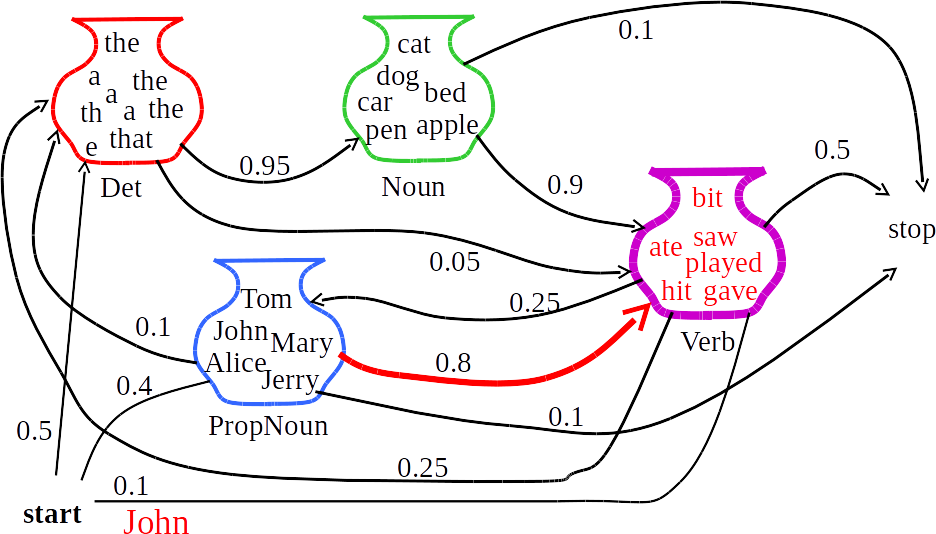 the
a
the
a
th
a
the
e
that
Det
0.95
cat
dog
bed
car
pen
apple
Noun
0.1
0.9
0.5
stop
bit
ate
saw
played
hit
gave
Verb
0.05
0.25
Tom
John
Mary
Alice
Jerry
PropNoun
0.1
0.8
0.4
0.1
0.5
0.25
0.1
start
John